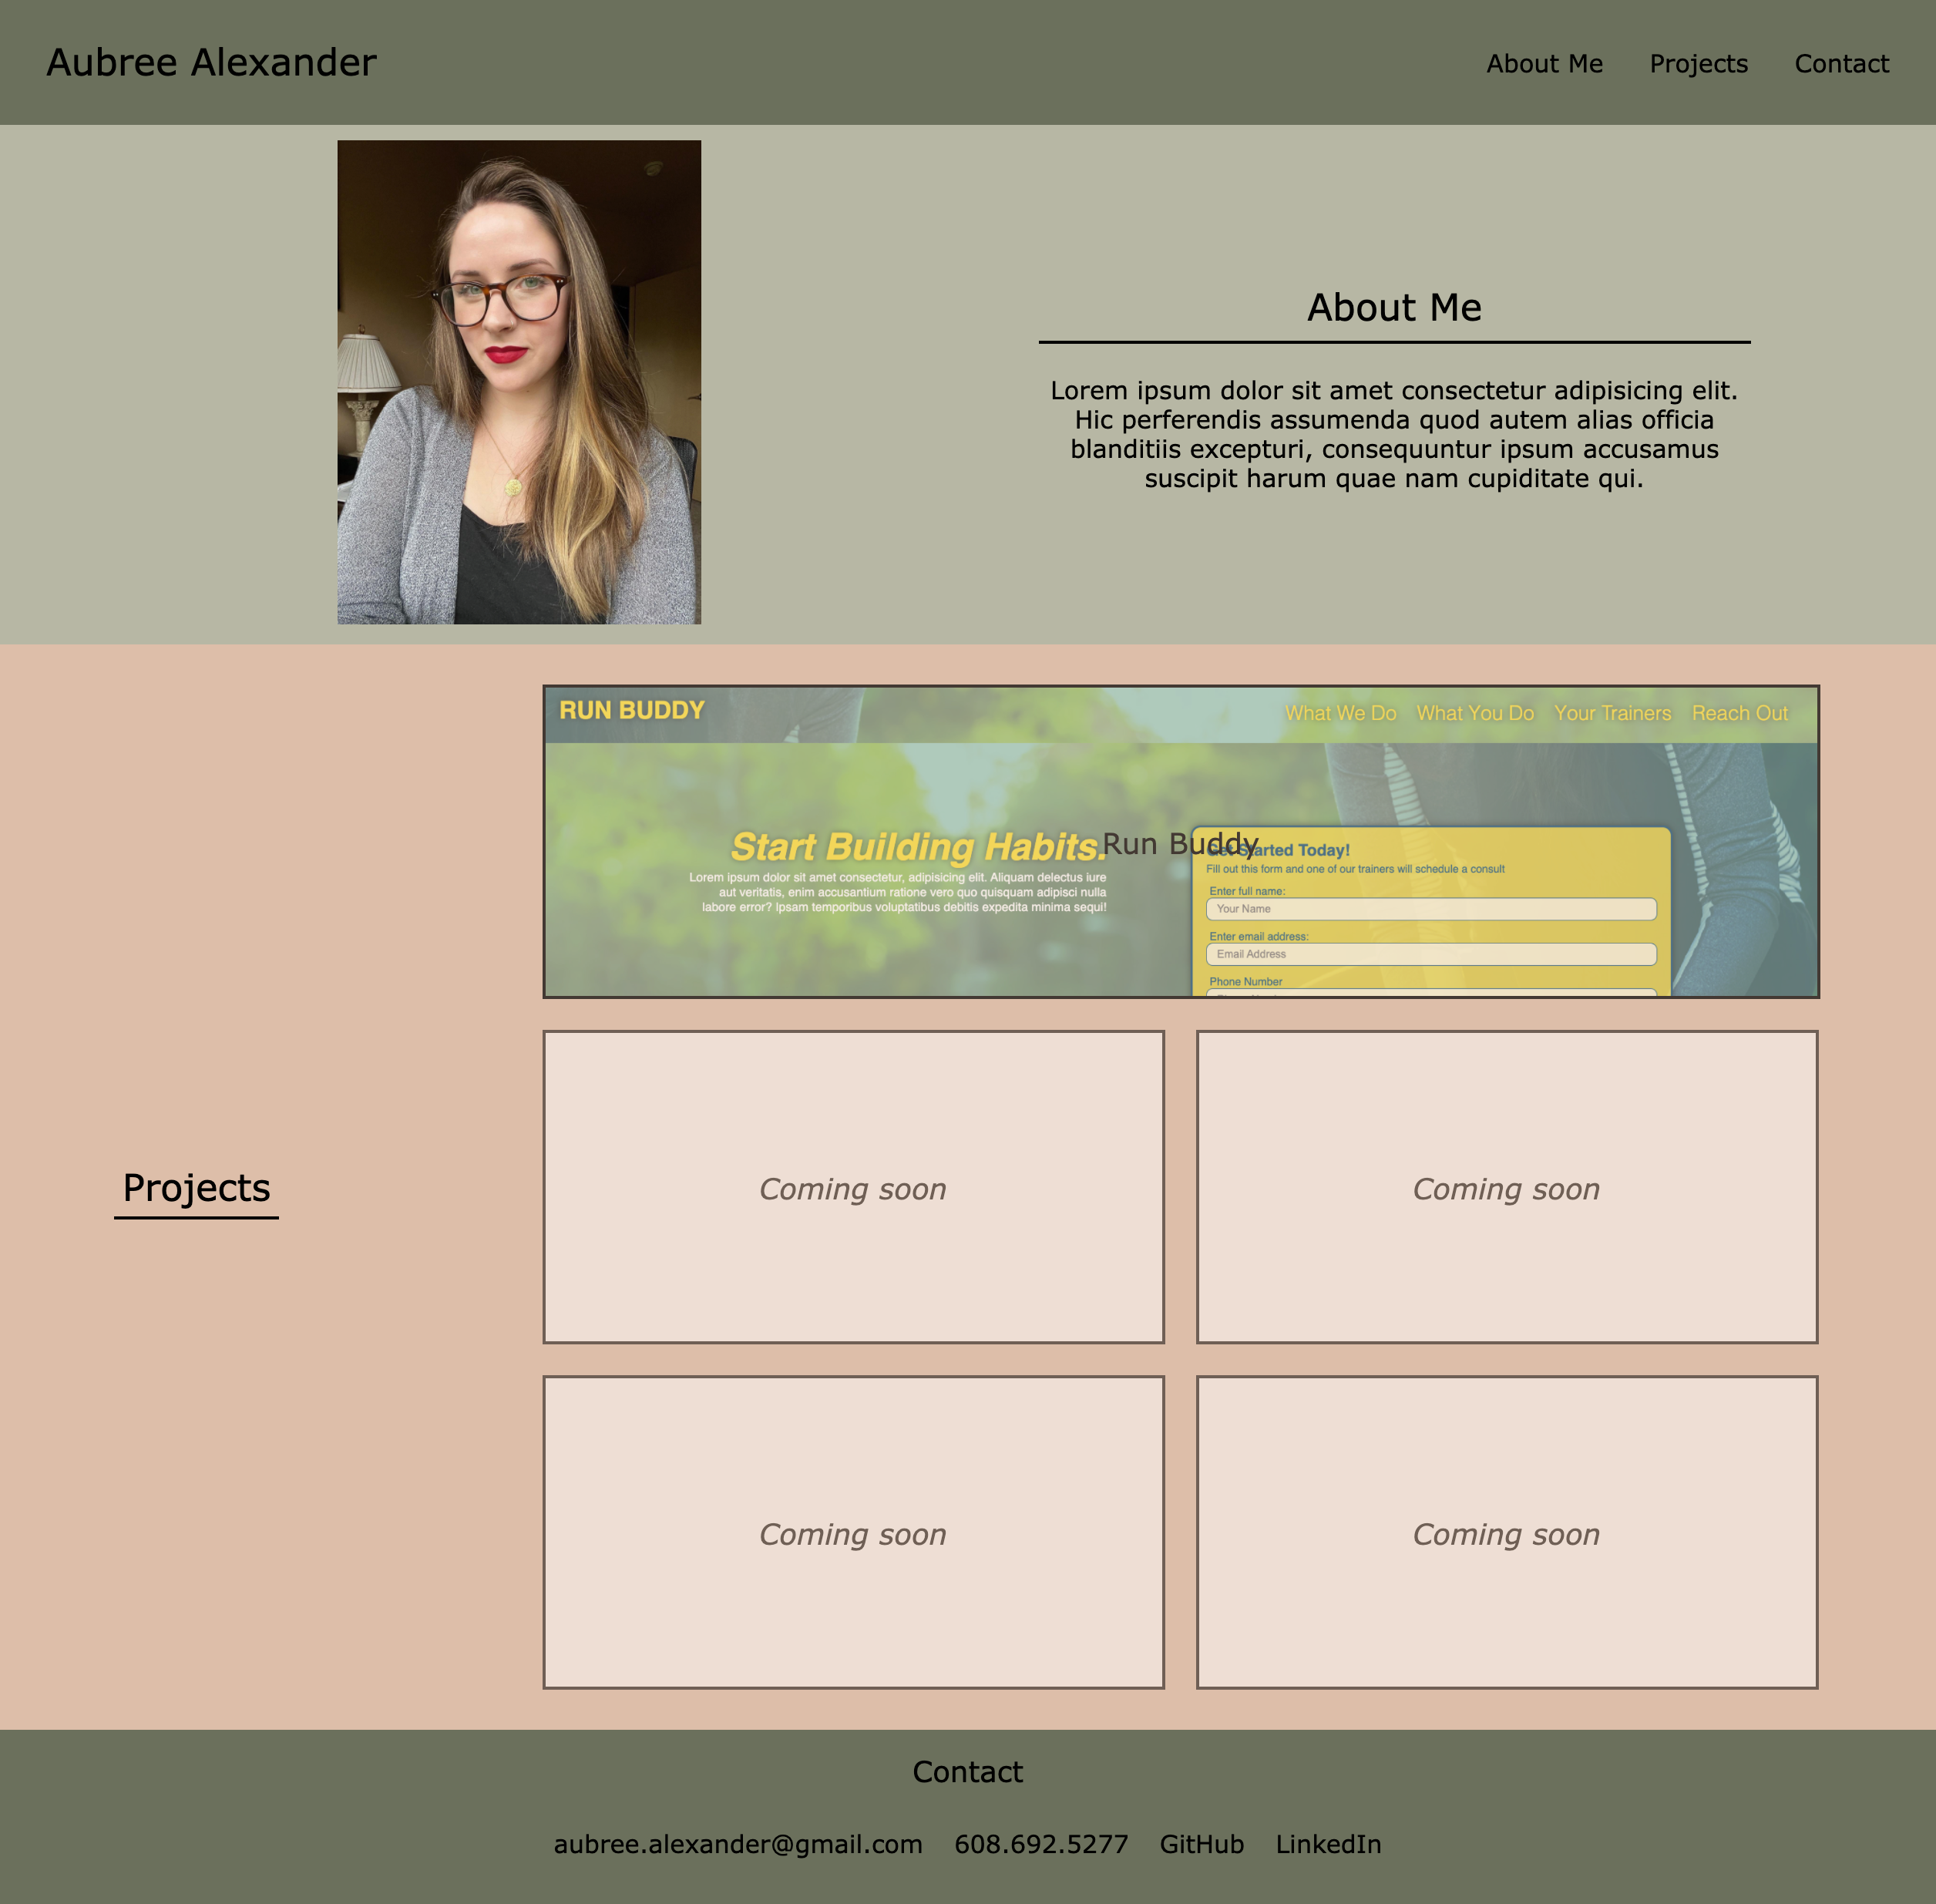 Aubree Alexander
About Me Projects Contact
About Me
Lorem ipsum dolor sit amet consectetur adipisicing elit.
Hic perferendis assumenda quod autem alias officia
blanditiis excepturi, consequuntur ipsum accusamus
suscipit harum quae nam cupiditate qui.
RUN BUDDY
What We Do What You Do Your Trainers Reach Out
Start Building Habits.
Lorem ipsum dolor sit amet consectetur, adipisicing elit. Aliquam delectus iure
aut veritatis, enim accusantium ratione vero quo quisquam adipisci nulla
labore error? Ipsam temporibus voluptatibus debitis expedita minima sequi!
Run Buddy
Get Started Today!
Fill out this form and one of our trainers will schedule a consult
Enter full name:
Your Name
Enter email address:
Email Address
Phone Number
Projects
Coming soon
Coming soon
Coming soon
Coming soon
Contact
aubree.alexander@gmail.com 608.692.5277 GitHub LinkedIn